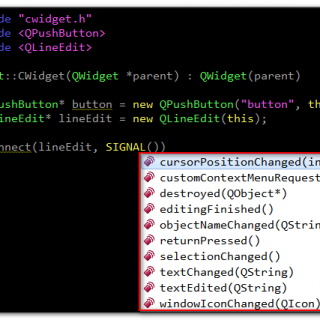 de "cwidget.h"
de <QPushButton>
de <QLineEdit>
t::CWidget(QWidget *parent) : QWidget(parent)
ushButton* button = new QPushButton("button", th
ineEdit* lineEdit = new QLineEdit(this);
nnect(lineEdit, SIGNAL())
cursorPositionChanged(in
customContextMenuRequest
destroyed(QObject*)
editingFinished()
objectNameChanged(QStrin
returnPressed()
selectionChanged()
textChanged(QString)
textEdited(QString)
windowIconChanged(QIcon)